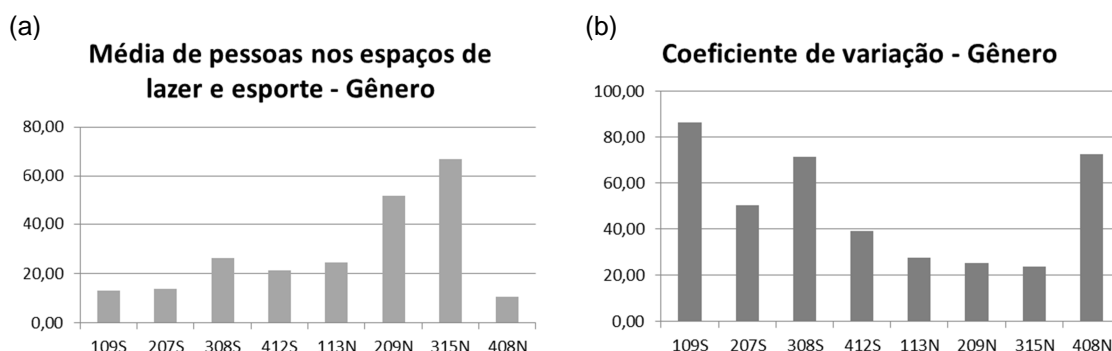 (a)
Média de pessoas nos espaços de
lazer e esporte - Gênero
80,00
60,00
40,00
20,00
0,00
109S 207S 308S 412S 113N 209N 315N 408N
(b)
Coeficiente de variação - Gênero
100,00
80,00
60,00
40,00
20,00
0,00
109S 207S 308S 412S 113N 209N 315N 408N